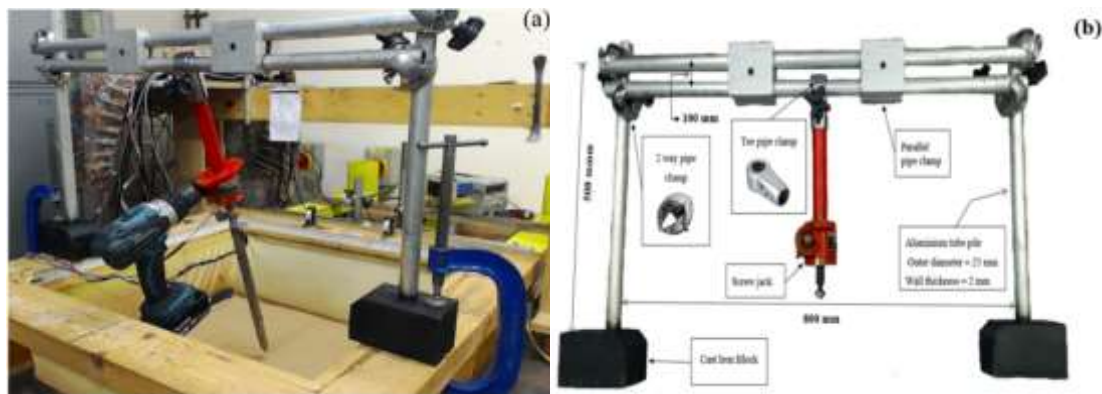 (a)
(b)
100 mm
Tee pipe clamp
2 way pipe
clamp
Parallel
pipe clamp
Aluminium tube pile
Outer diameter = 25 mm
Wall thickness = 2 mm
Screw jack
800 mm
Cast Iron Block